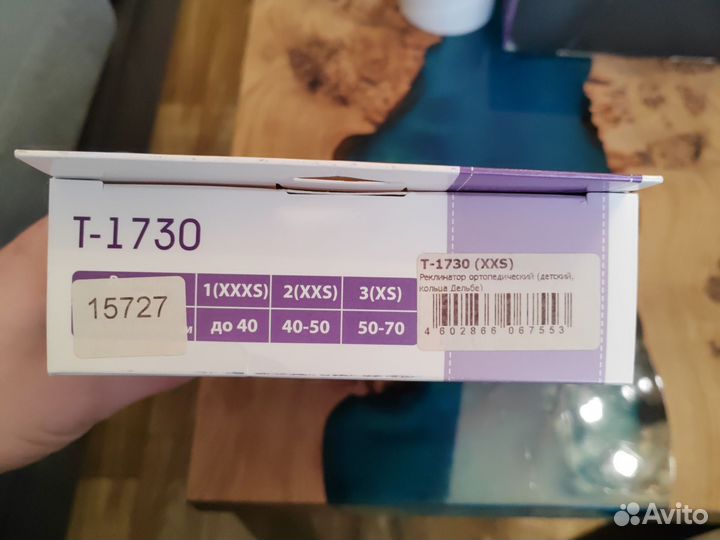 T-1730
1(XXXS) 2(XXS) 3(XS)
до 40 40-50 50-70
15727
T-1730 (XXS)
Реклинатор ортопедический (детский,
кольца Дельбе)
4 602866 067553
Avito